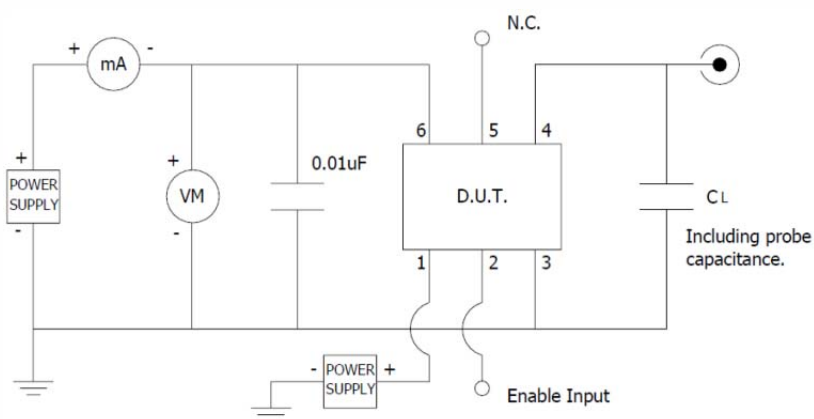 N.C.
+ mA -
6 5 4
+
POWER
SUPPLY
-
+
VM
-
0.01uF
D.U.T.
CL
Including probe
capacitance.
1 2 3
- POWER +
SUPPLY
Enable Input